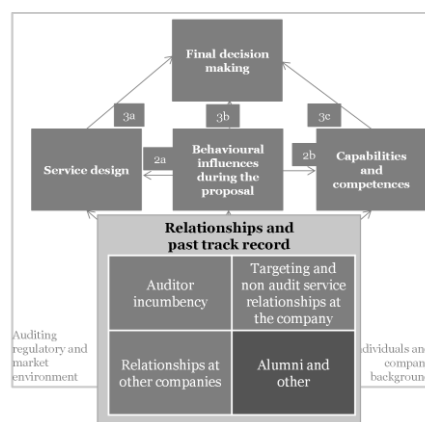 Final decision
making
3a
3b
3c
Service design
2a
Behavioural
influences
during the
proposal
2b
Capabilities
and
competences
Relationships and
past track record
Auditor
incumbency
Targeting and
non audit service
relationships at
the company
Relationships at
other companies
Alumni and
other
Auditing
regulatory and
market
environment
dividuals and
compan
background